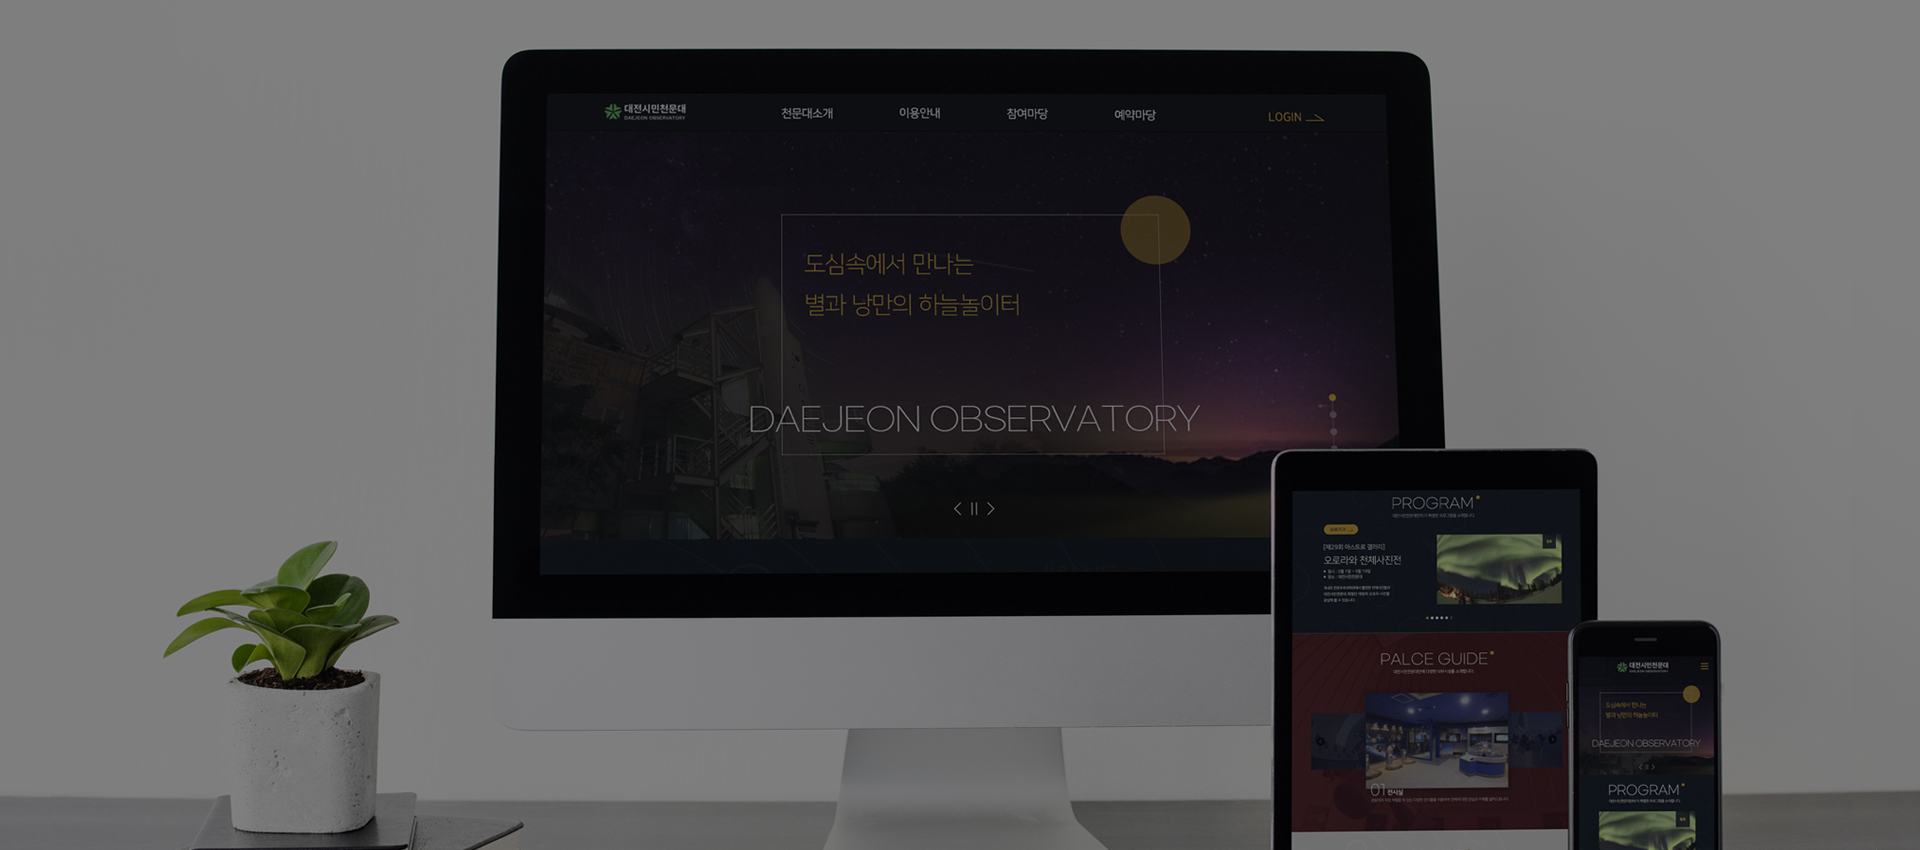 대전시민천문대
DAEJEON OBSERVATORY
천문대소개
이용안내
참여마당
예약마당
LOGIN
도심속에서 만나는
별과 낭만의 하늘놀이터
DAEJEON OBSERVATORY
PROGRAM
[제29회 아스트로 갤러리]
오로라와 천체사진전
PALCE GUIDE
01 전시실
대전시민천문대
DAEJEON OBSERVATORY
도심속에서 만나는
별과 낭만의 하늘놀이터
DAEJEON OBSERVATORY
PROGRAM